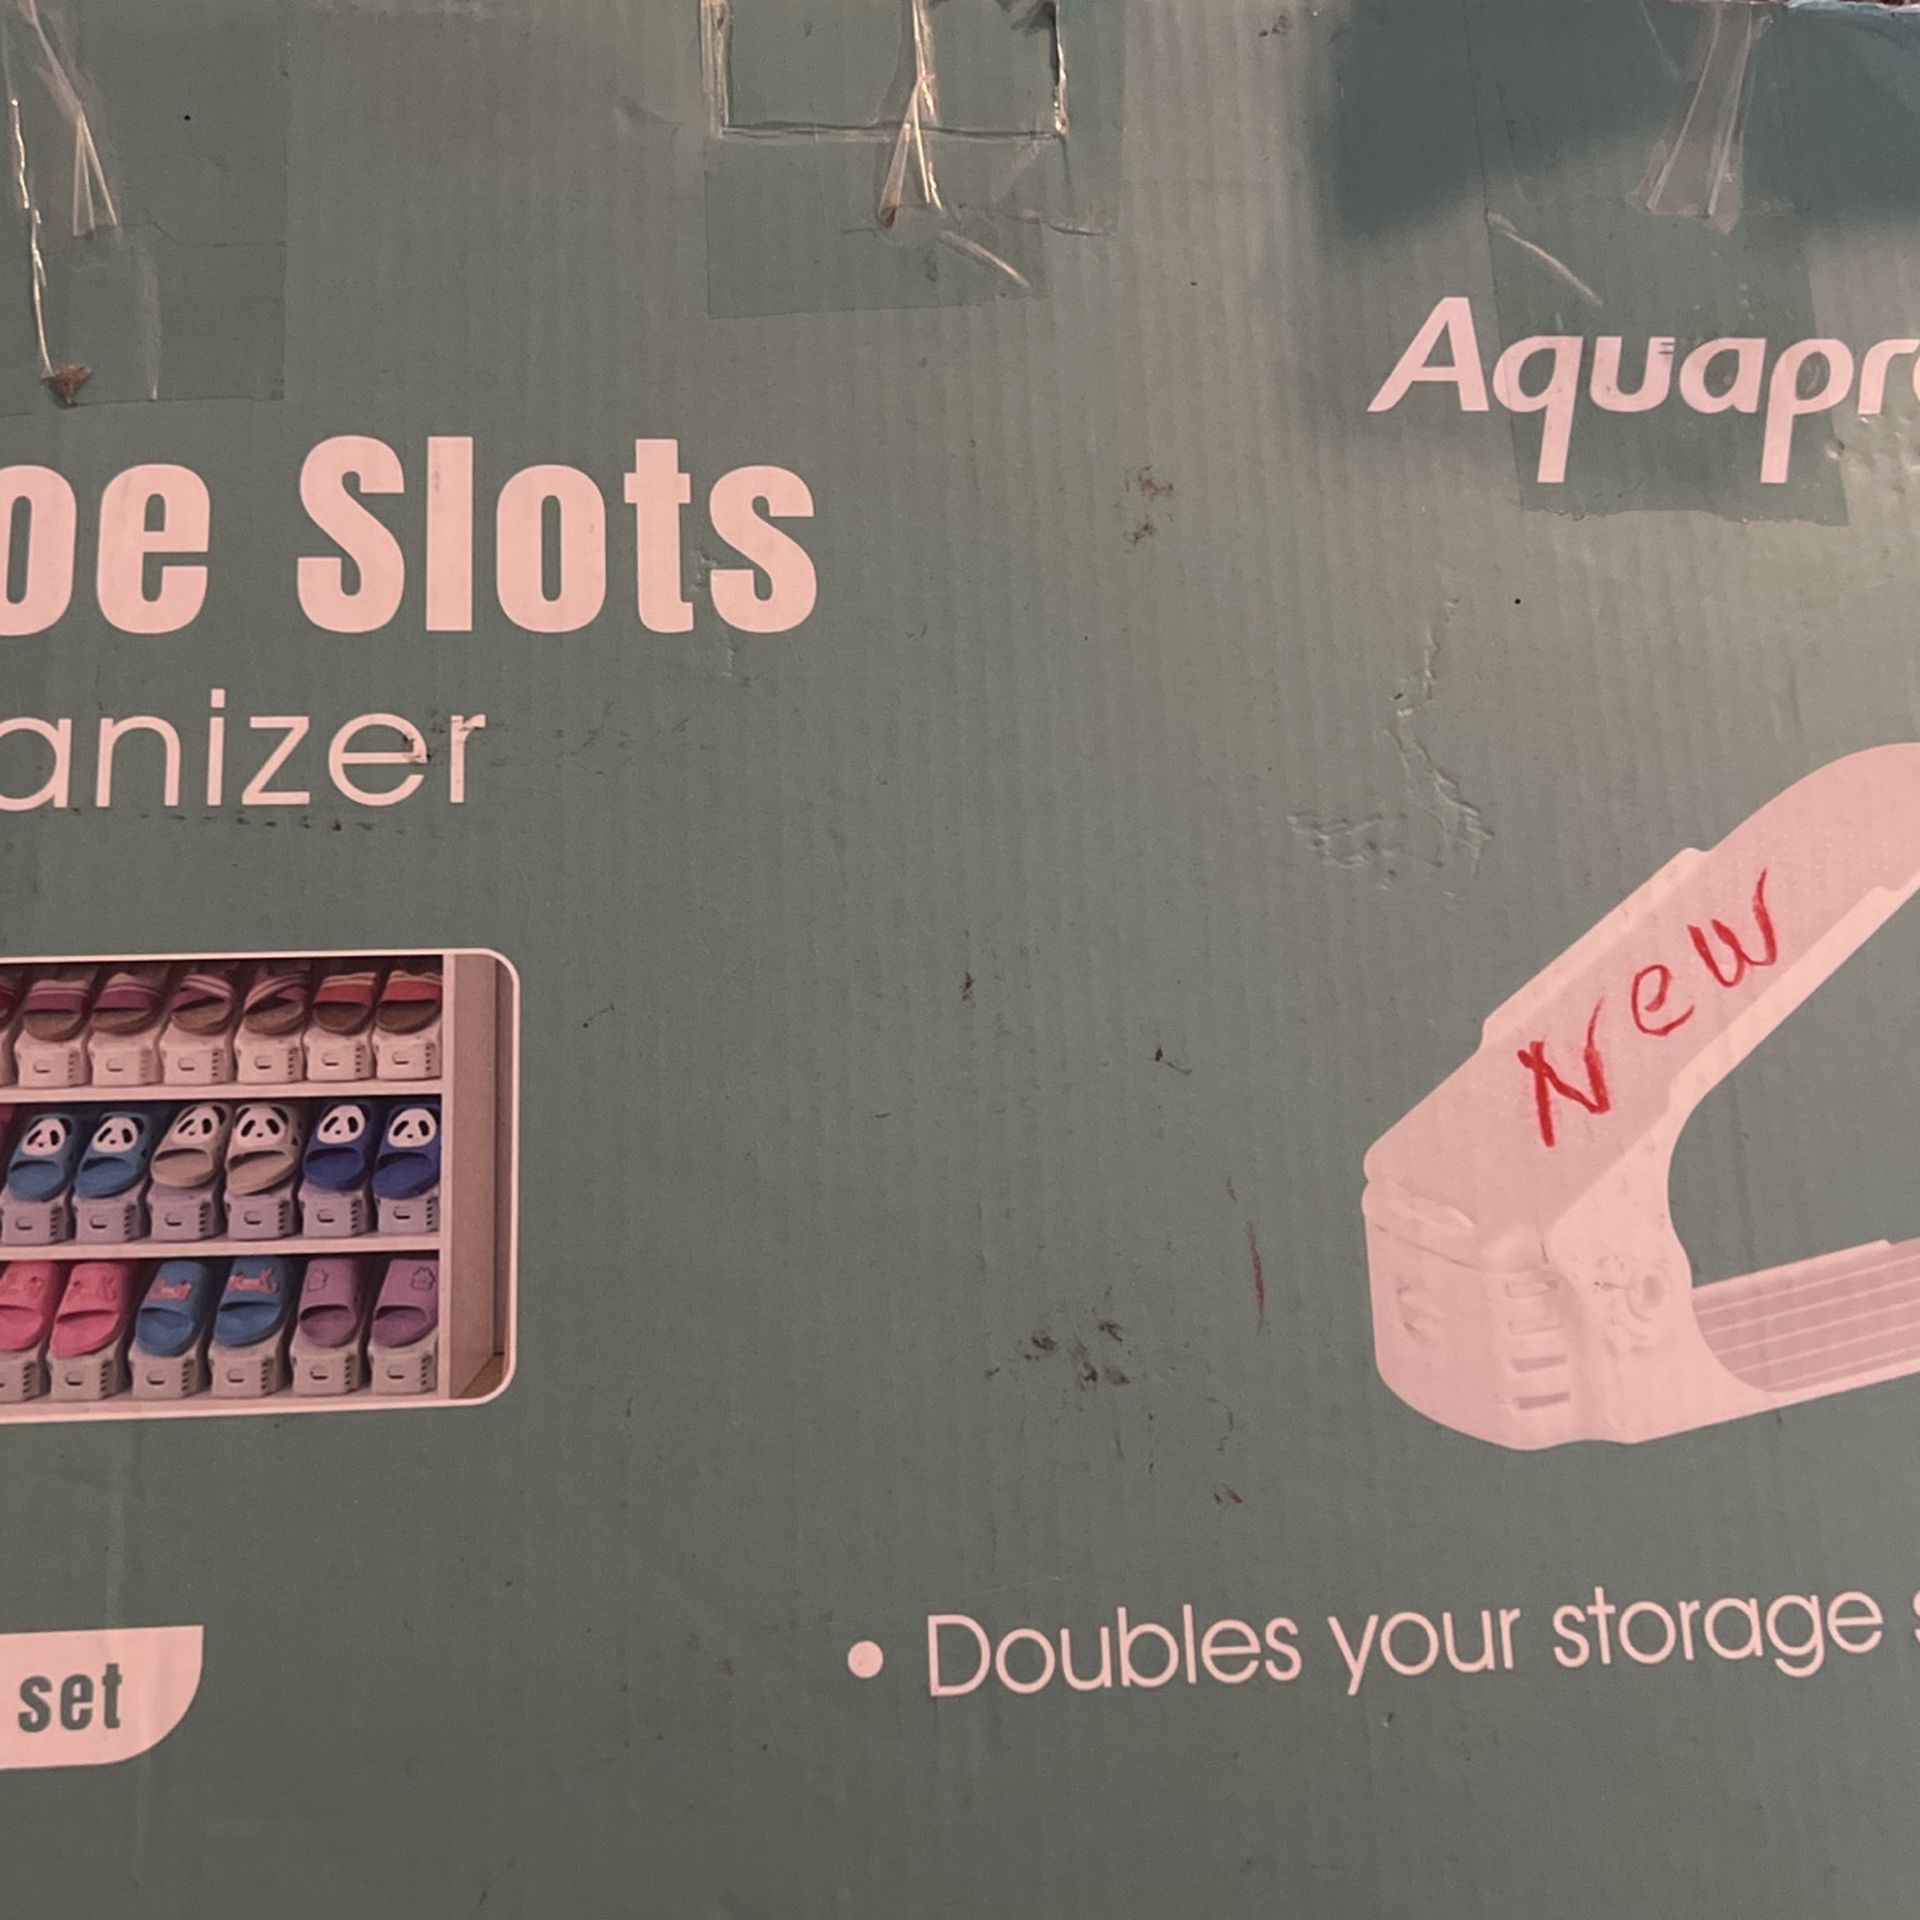 Aquapr
oe Slots
anizer
New
Doubles your storage
set